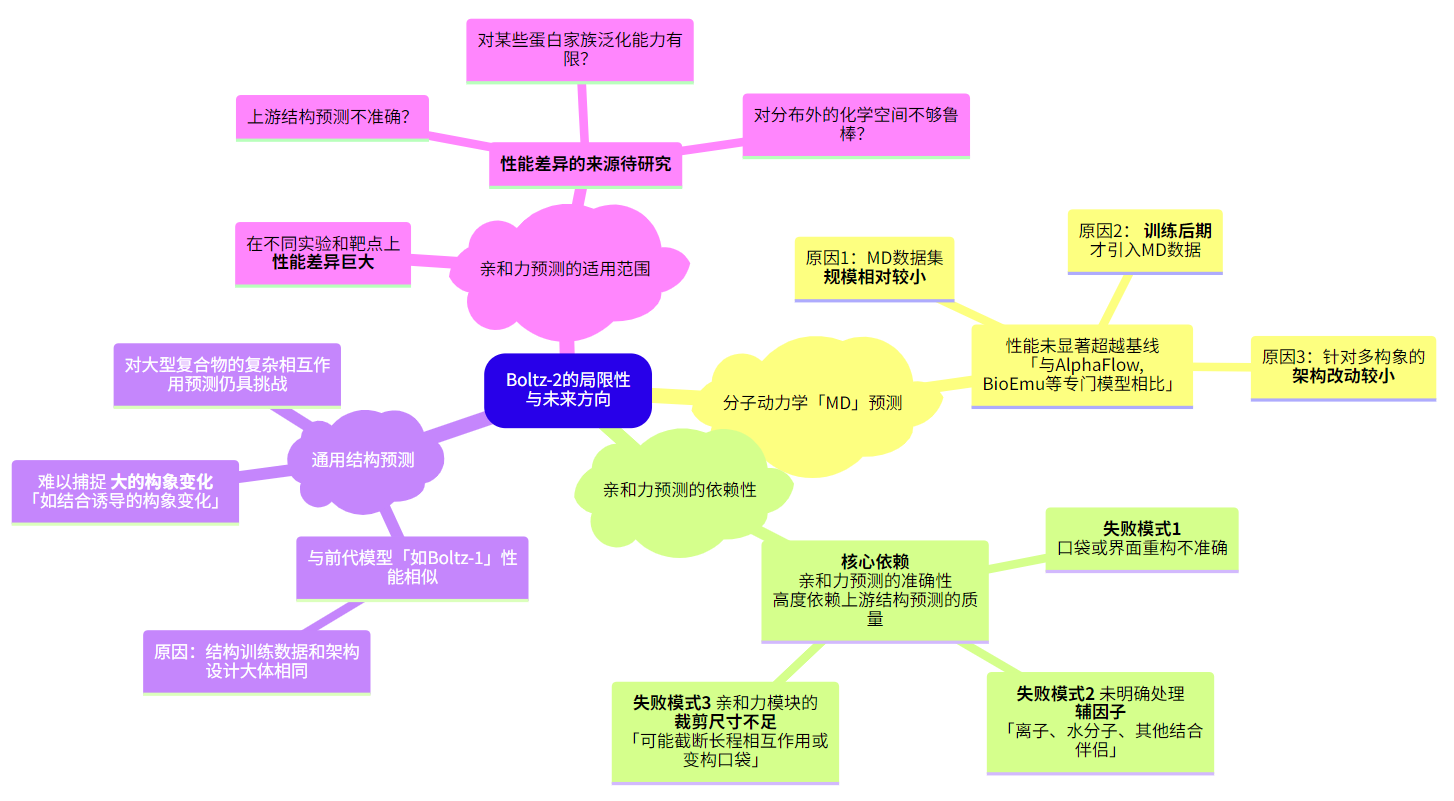 Boltz-2的局限性
与未来方向
亲和力预测的适用范围
在不同实验和靶点上
性能差异巨大
性能差异的来源待研究
上游结构预测不准确？
对某些蛋白家族泛化能力有
限？
对分布外的化学空间不够鲁
棒？
分子动力学「MD」预测
性能未显著超越基线
「与AlphaFlow,
BioEmu等专门模型相比」
原因1：MD数据集
规模相对较小
原因2： 训练后期
才引入MD数据
原因3：针对多构象的
架构改动较小
通用结构预测
对大型复合物的复杂相互作
用预测仍具挑战
难以捕捉 大的构象变化
「如结合诱导的构象变化」
与前代模型「如Boltz-1」性
能相似
原因：结构训练数据和架构
设计大体相同
亲和力预测的依赖性
核心依赖
亲和力预测的准确性
高度依赖上游结构预测的质
量
失败模式1
口袋或界面重构不准确
失败模式2 未明确处理
辅因子
「离子、水分子、其他结合
伴侣」
失败模式3 亲和力模块的
裁剪尺寸不足
「可能截断长程相互作用或
变构口袋」